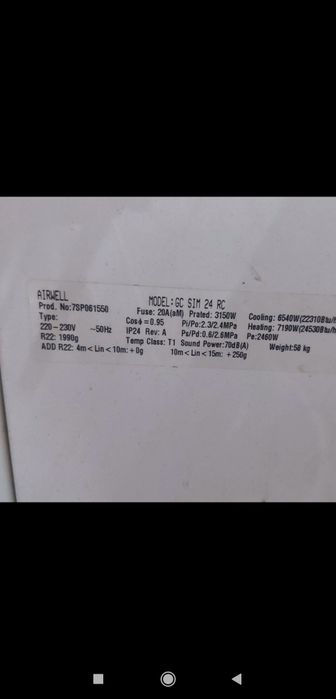 AIRWELL MODEL: GC SIM 24 RC
Prod. No: 7SP061550 Fuse: 20A(aM) Prated: 3150W Cooling: 6540W(22310Btu/h
Type: Cosϕ=0.95 Pi/Po: 2.3/2.4MPa Heating: 7190W(24530Btu/h
220-230V ~50Hz IP24 Rev. A Ps/Pd: 0.6/2.6MPa Pe: 2460W
R22: 1990g Temp Class: T1 Sound Power: 70dB(A) Weight: 58 kg
ADD R22: 4m< Lin <10m: +0g 10m< Lin <15m: +250g